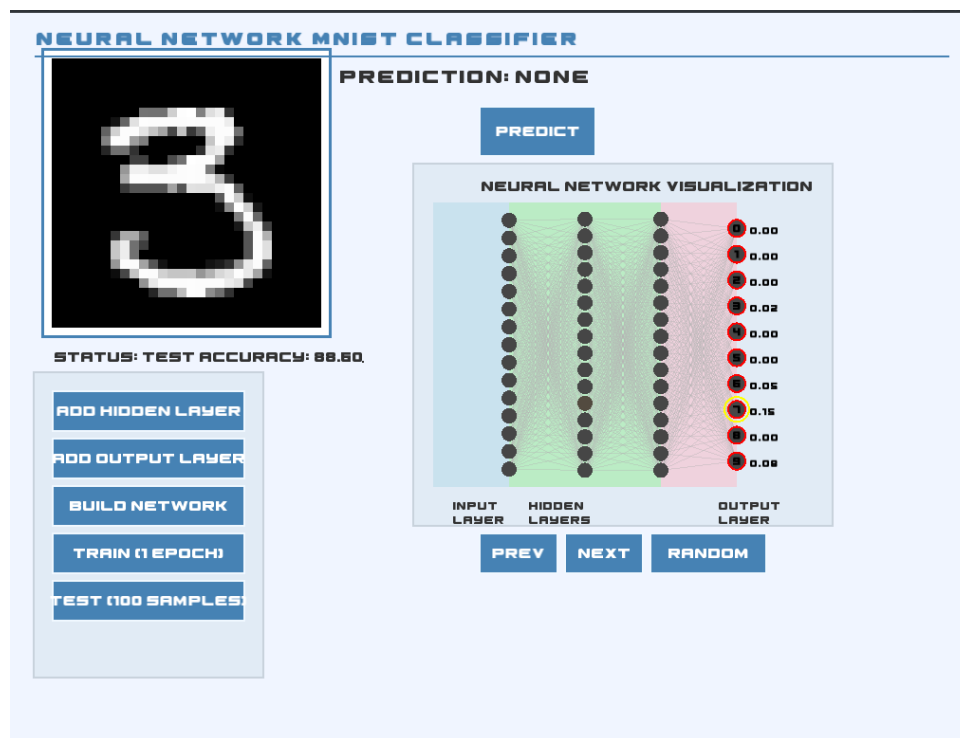 NEURAL NETWORK MNIST CLASSIFIER
PREDICTION: NONE
3
PREDICT
NEURAL NETWORK VISUALIZATION
0 0.00
1 0.00
2 0.00
3 0.02
4 0.00
5 0.00
6 0.05
7 0.15
8 0.00
9 0.08
INPUT LAYER
HIDDEN LAYERS
OUTPUT LAYER
PREV NEXT RANDOM
STATUS: TEST ACCURACY: 88.60
ADD HIDDEN LAYER
ADD OUTPUT LAYER
BUILD NETWORK
TRAIN (1 EPOCH)
TEST (100 SAMPLES)